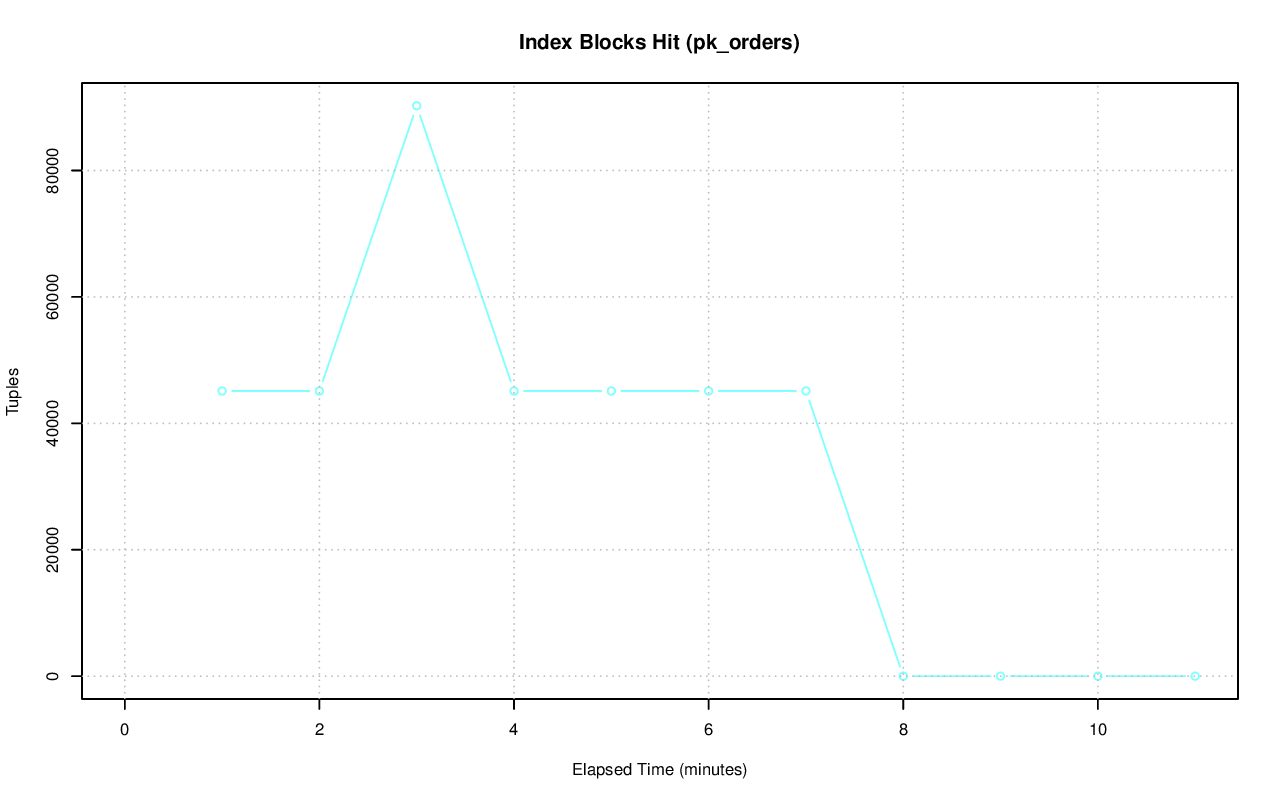 Index Blocks Hit (pk_orders)
Tuples
80000
60000
40000
20000
0
0 2 4 6 8 10
Elapsed Time (minutes)